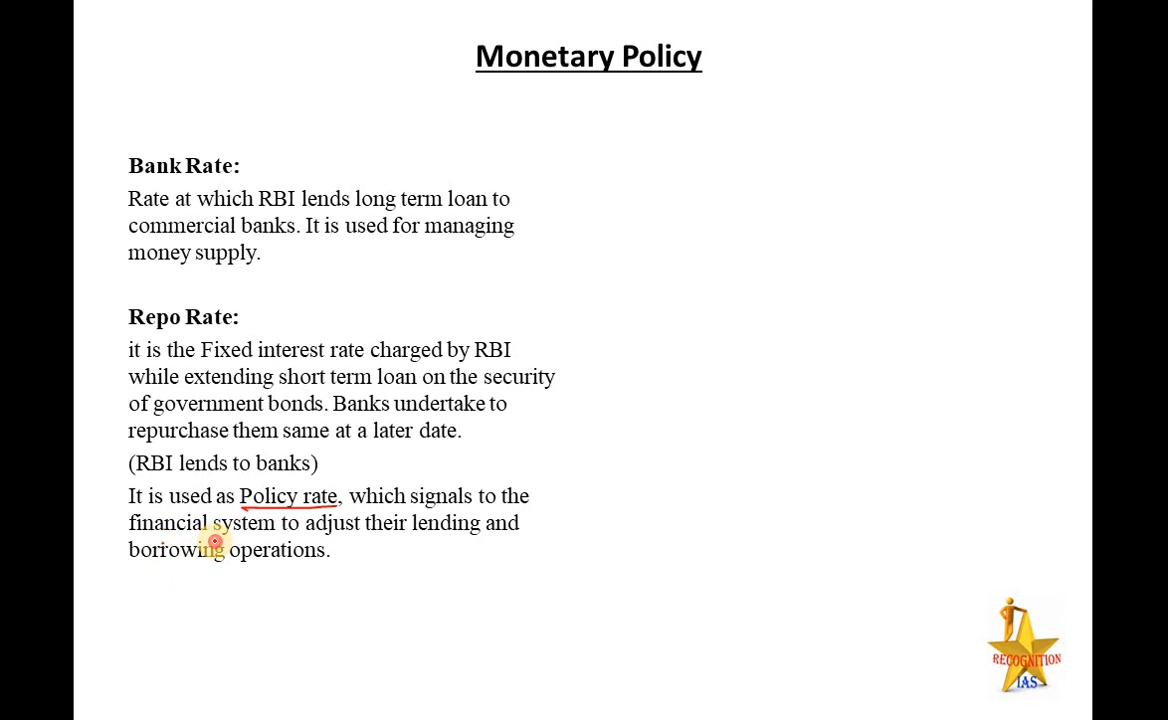 Monetary Policy
Bank Rate:
Rate at which RBI lends long term loan to
commercial banks. It is used for managing
money supply.
Repo Rate:
it is the Fixed interest rate charged by RBI
while extending short term loan on the security
of government bonds. Banks undertake to
repurchase them same at a later date.
(RBI lends to banks)
It is used as Policy rate, which signals to the
financial system to adjust their lending and
borrowing operations.
RECOGNITION
IAS